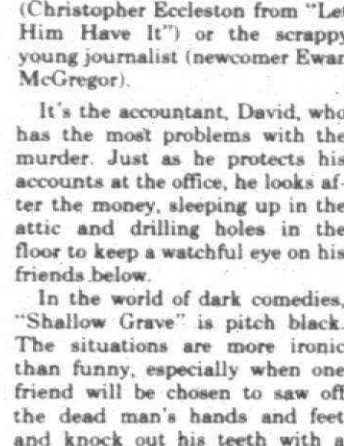 (Christopher Eccleston from "Let
Him Have It") or the scrappy
young journalist (newcomer Ewan
McGregor).
It's the accountant, David, who
has the most problems with the
murder. Just as he protects his
accounts at the office, he looks af-
ter the money, sleeping up in the
attic and drilling holes in the
floor to keep a watchful eye on his
friends below.
In the world of dark comedies,
"Shallow Grave" is pitch black.
The situations are more ironic
than funny, especially when one
friend will be chosen to saw off
the dead man's hands and feet
and knock out his teeth with a